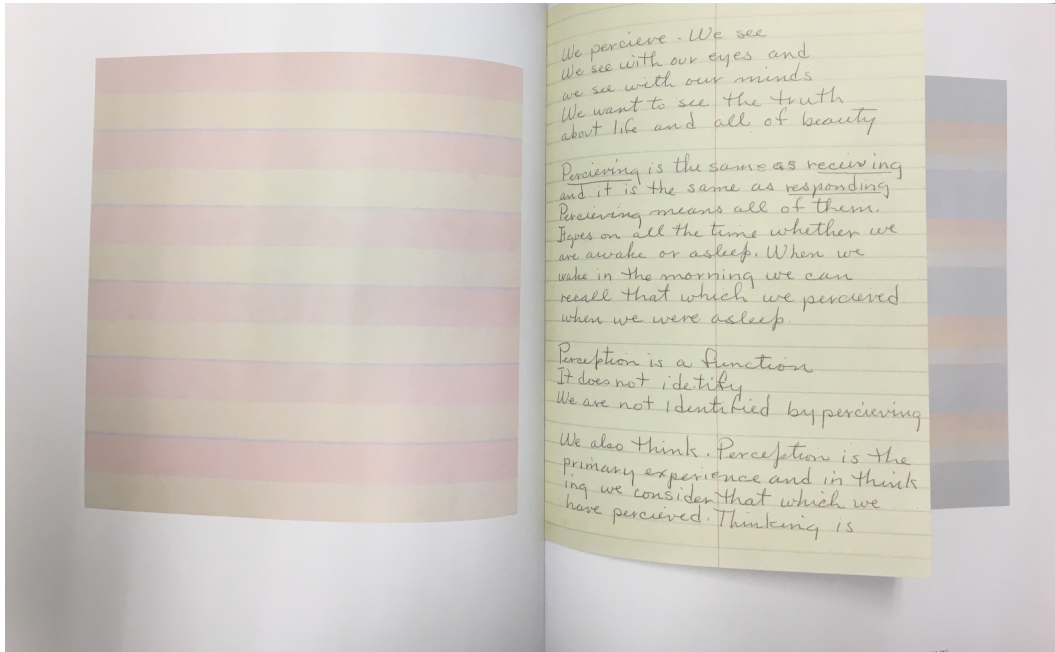 We percieve - We see
We see with our eyes and
we see with our minds
We want to see the truth
about life and all of beauty
Percieving is the same as receiving
and it is the same as responding
Percieving means all of them.
It goes on all the time whether we
are awake or asleep. When we
wake in the morning we can
recall that which we percieved
when we were asleep.
Perception is a function
It does not idetify
We are not identified by percieving
We also think. Perception is the
primary experience and in think
ing we consider that which we
have percieved. Thinking is